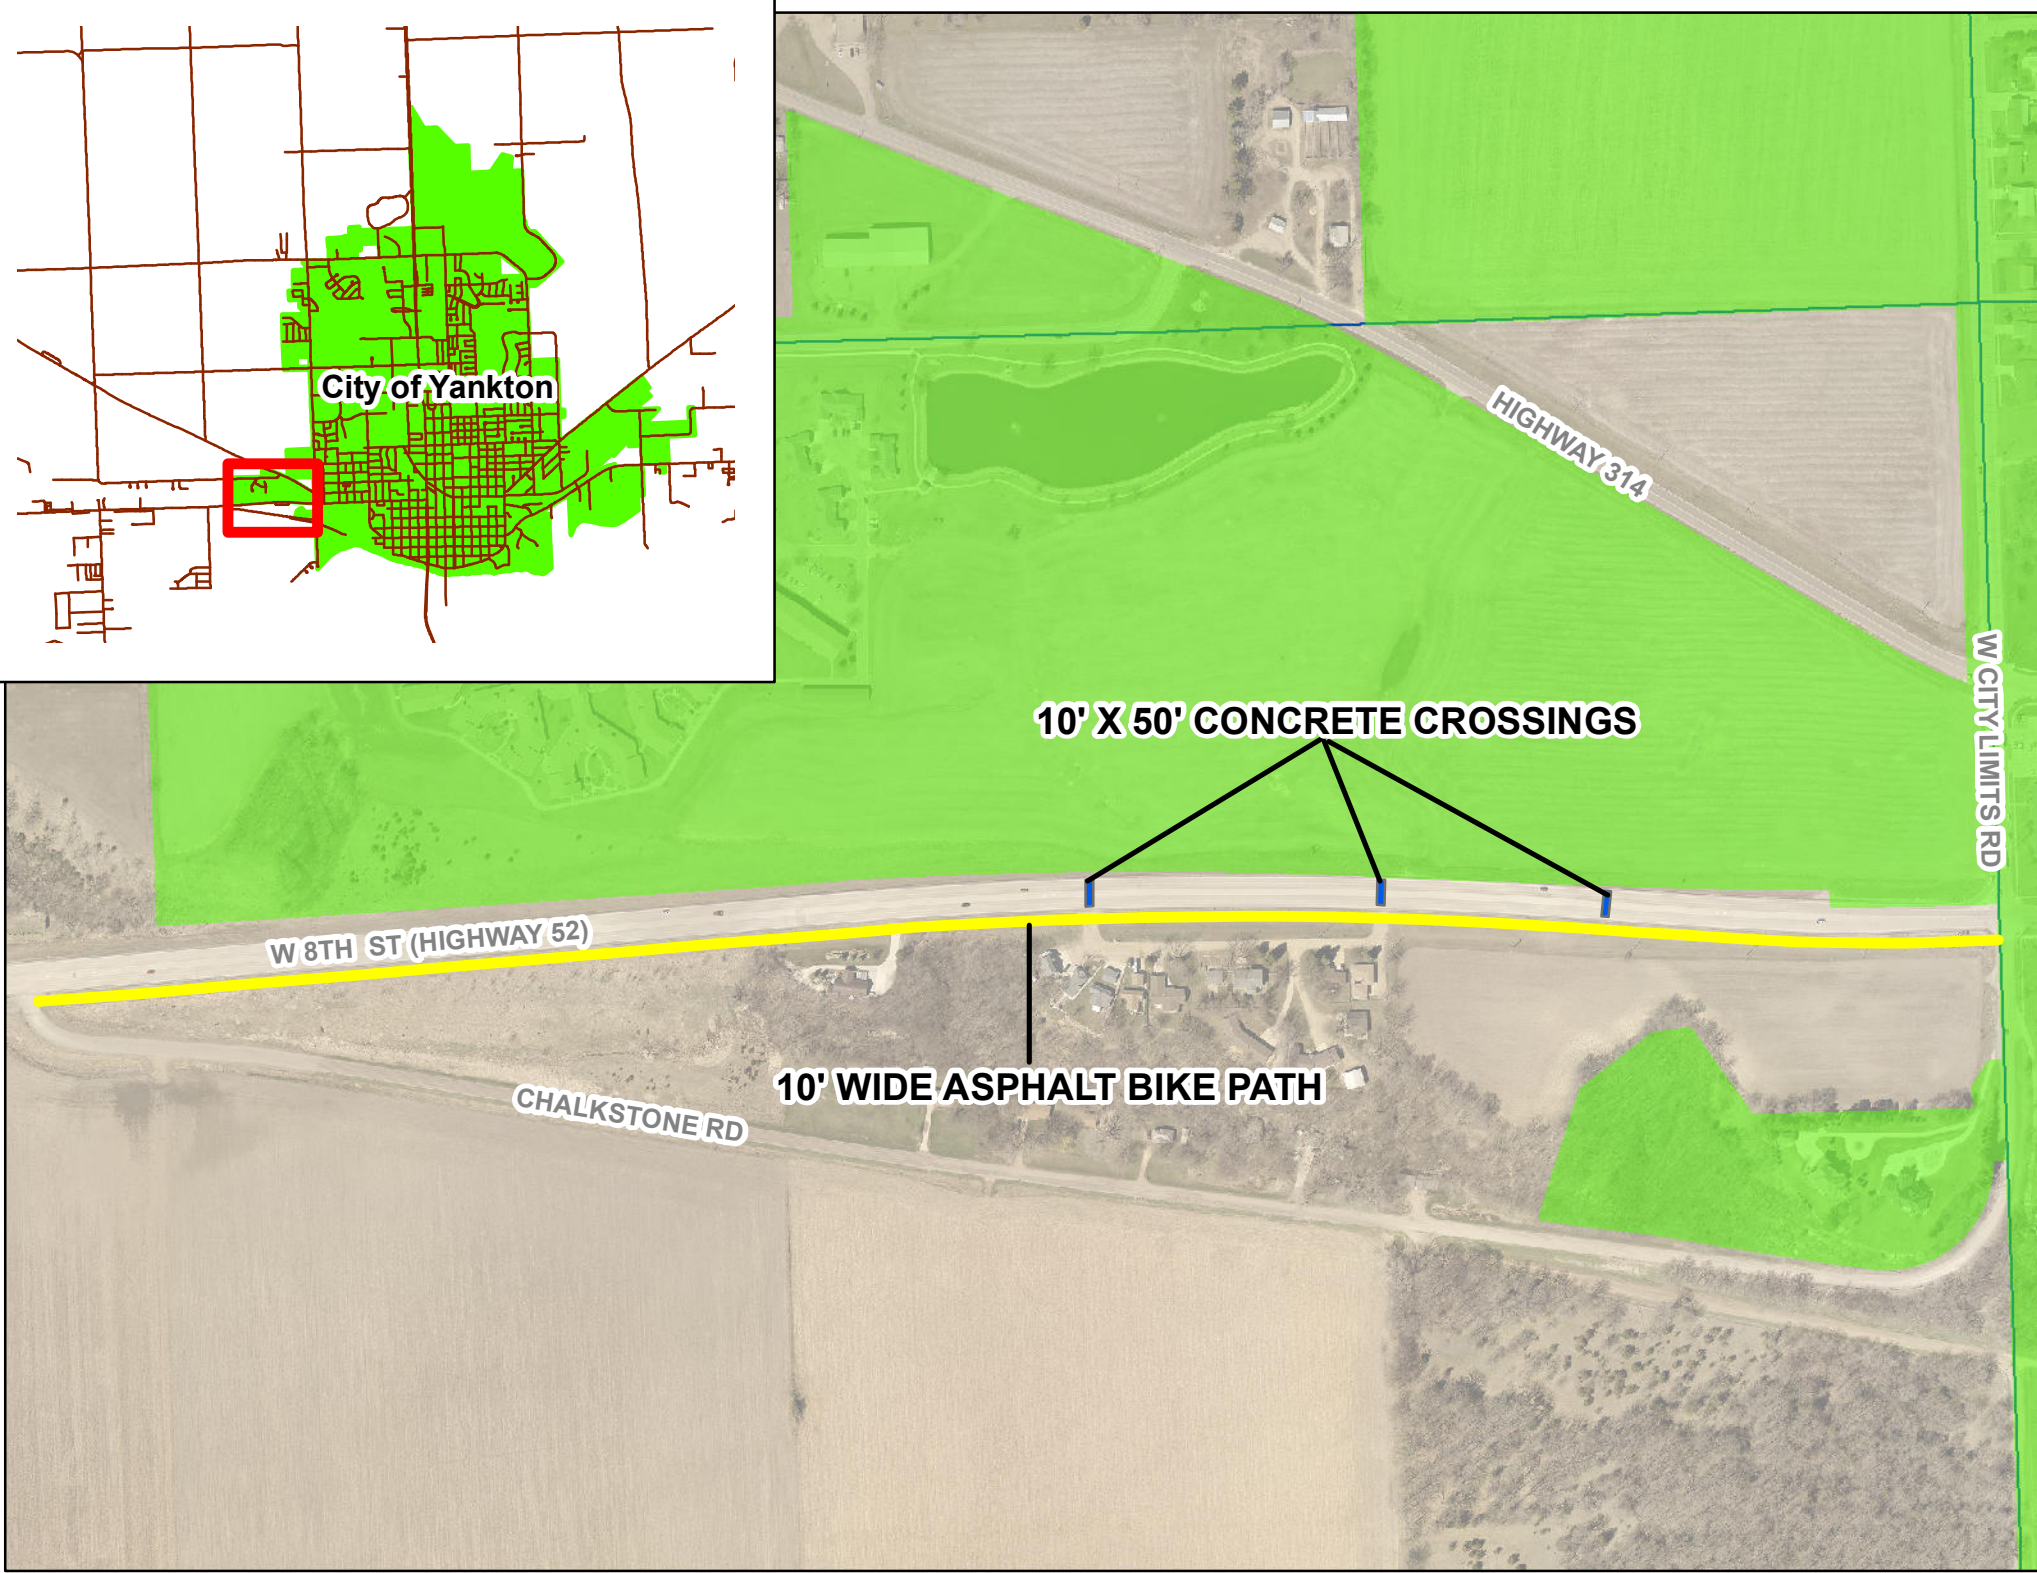 City of Yankton
HIGHWAY 314
W CITY LIMITS RD
10' X 50' CONCRETE CROSSINGS
W 8TH ST (HIGHWAY 52)
10' WIDE ASPHALT BIKE PATH
CHALKSTONE RD